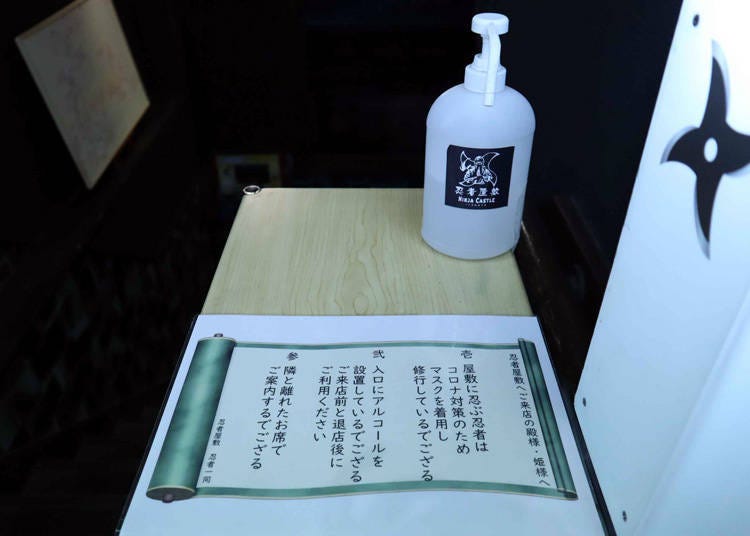 忍者屋敷
NINJA CASTLE
忍者屋敷へご来店の殿様・姫様へ
壱 屋敷に忍ぶ忍者は
コロナ対策のため
マスクを着用し
修行しているでござる
弐 入口にアルコールを
設置しているでござる
ご来店前と退店後に
ご利用ください
参 隣と離れたお席で
ご案内するでござる
忍者屋敷 忍者一同